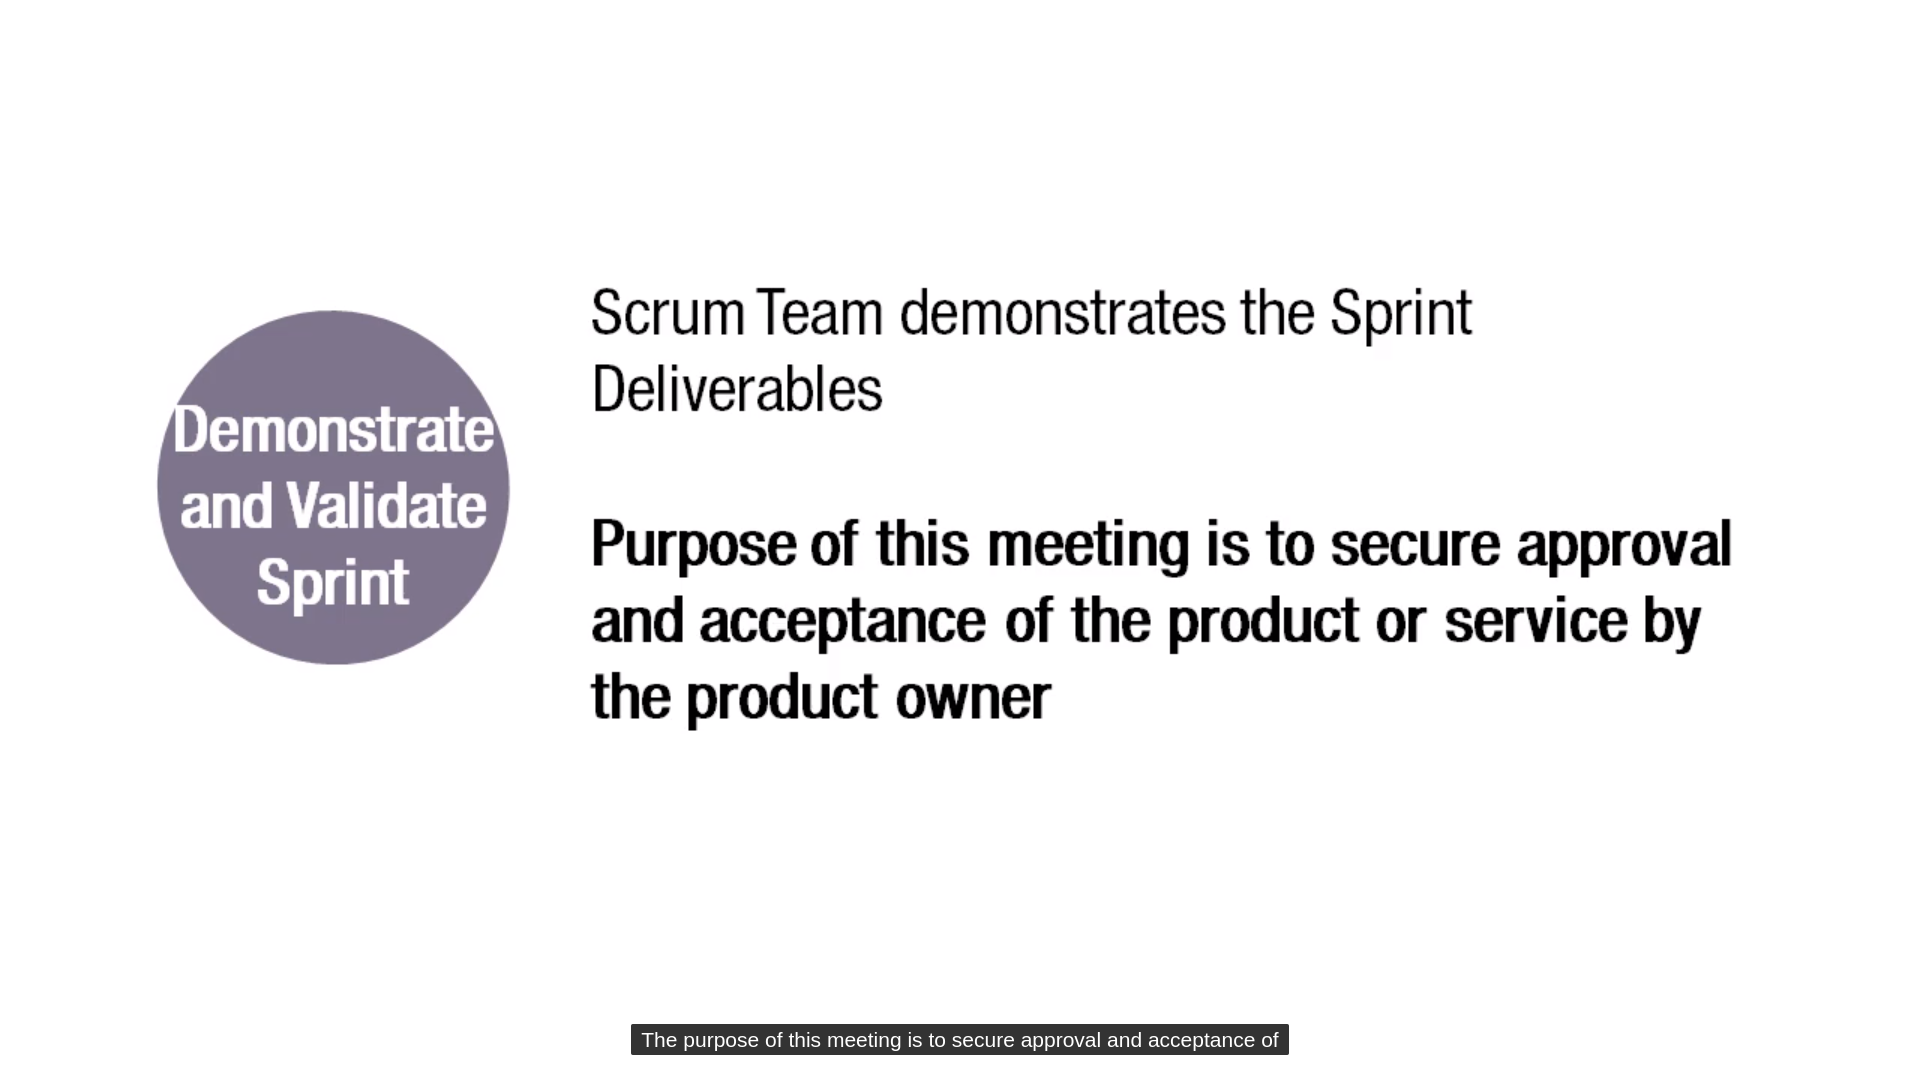 Demonstrate
and Validate
Sprint
Scrum Team demonstrates the Sprint
Deliverables
Purpose of this meeting is to secure approval
and acceptance of the product or service by
the product owner
The purpose of this meeting is to secure approval and acceptance of